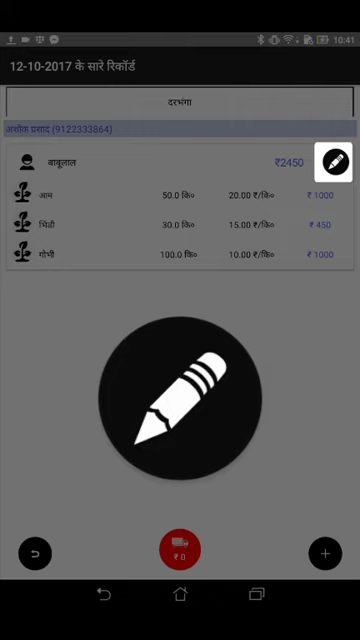 10:41
12-10-2017 के सारे रिकॉर्ड
दरभंगा
अशोक प्रसाद (9122333864)
बाबूलाल ₹2450
आम 50.0 कि० 20.00 ₹/कि० ₹ 1000
भिंडी 30.0 कि० 15.00 ₹/कि० ₹ 450
गोभी 100.0 कि० 10.00 ₹/कि० ₹ 1000
₹ 0